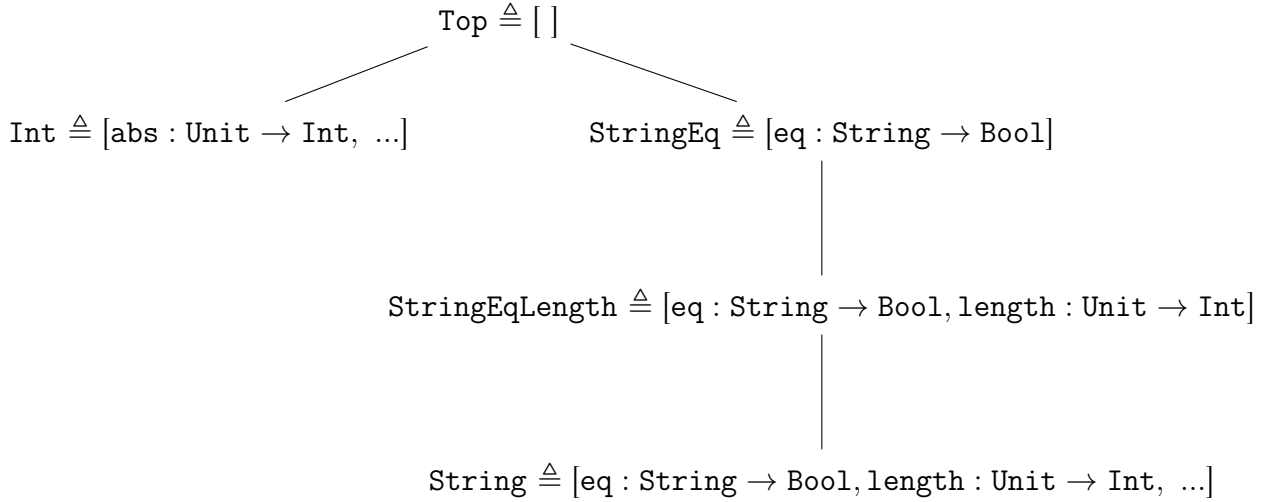 Top ≜ [ ]
Int ≜ [abs : Unit → Int, ...]
StringEq ≜ [eq : String → Bool]
StringEqLength ≜ [eq : String → Bool, length : Unit → Int]
String ≜ [eq : String → Bool, length : Unit → Int, ...]